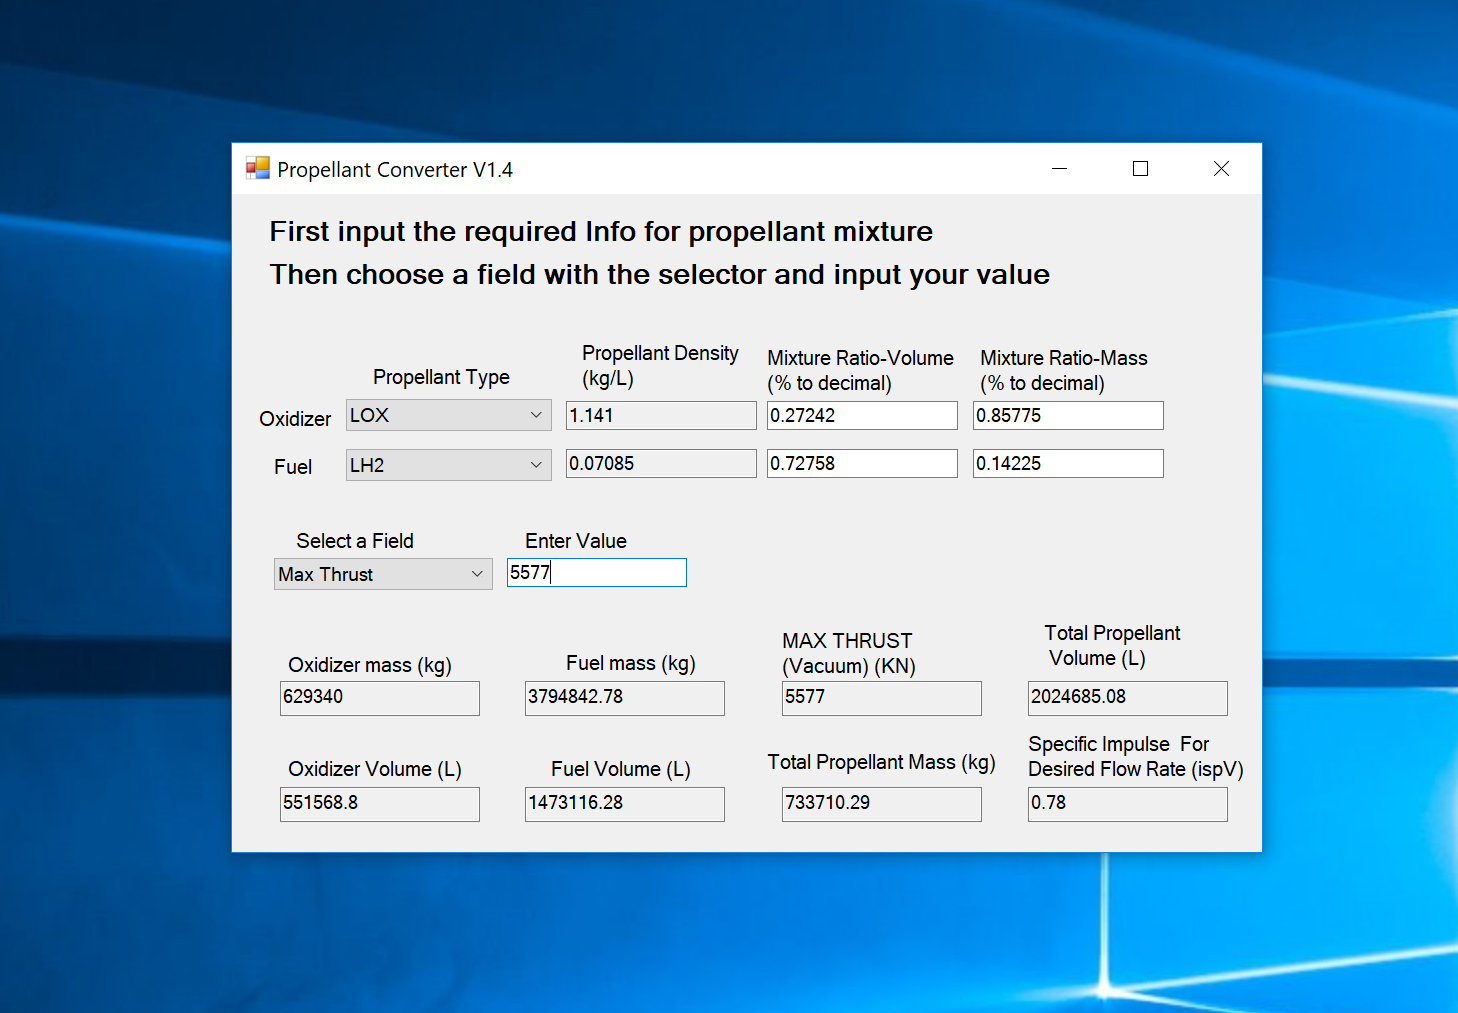 Propellant Converter V1.4
First input the required Info for propellant mixture
Then choose a field with the selector and input your value
Propellant Type
Propellant Density
(kg/L)
Mixture Ratio-Volume
(% to decimal)
Mixture Ratio-Mass
(% to decimal)
Oxidizer LOX 1.141 0.27242 0.85775
Fuel LH2 0.07085 0.72758 0.14225
Select a Field Enter Value
Max Thrust 5577
Oxidizer mass (kg)
629340
Fuel mass (kg)
3794842.78
MAX THRUST
(Vacuum) (KN)
5577
Total Propellant
Volume (L)
2024685.08
Oxidizer Volume (L)
551568.8
Fuel Volume (L)
1473116.28
Total Propellant Mass (kg)
733710.29
Specific Impulse For
Desired Flow Rate (ispV)
0.78